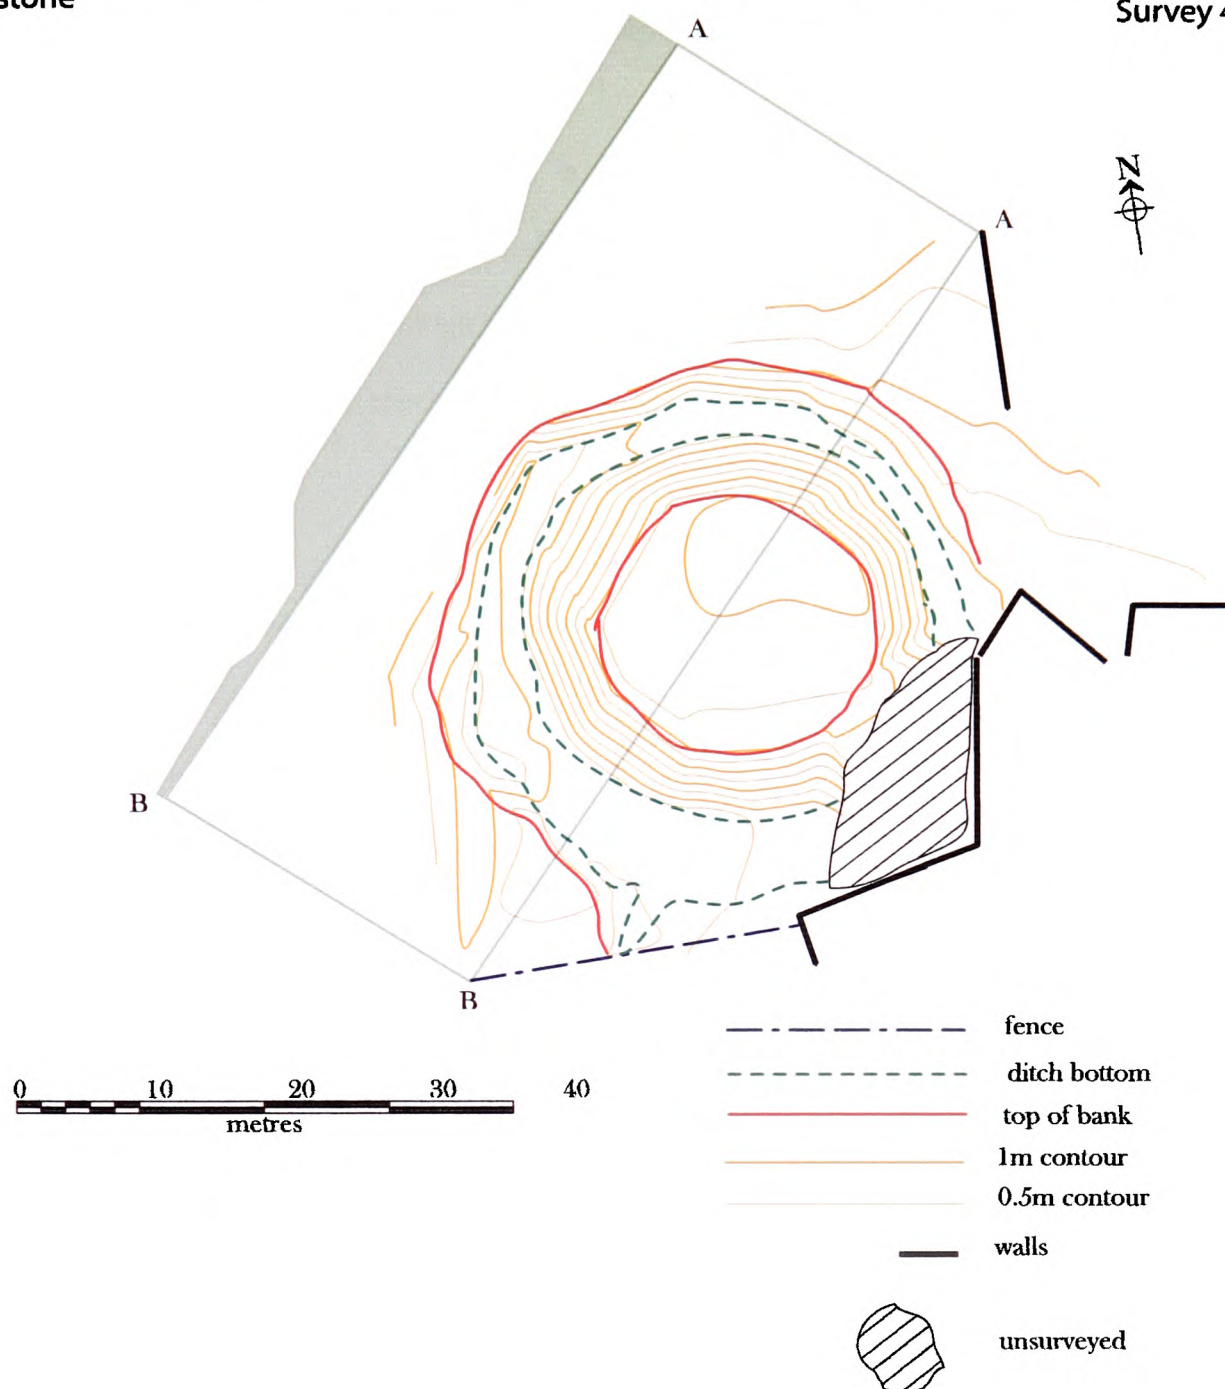 Survey
A
N
A
B
B
fence
ditch bottom
0 10 20 30 40
metres
top of bank
1m contour
0.5m contour
walls
unsurveyed